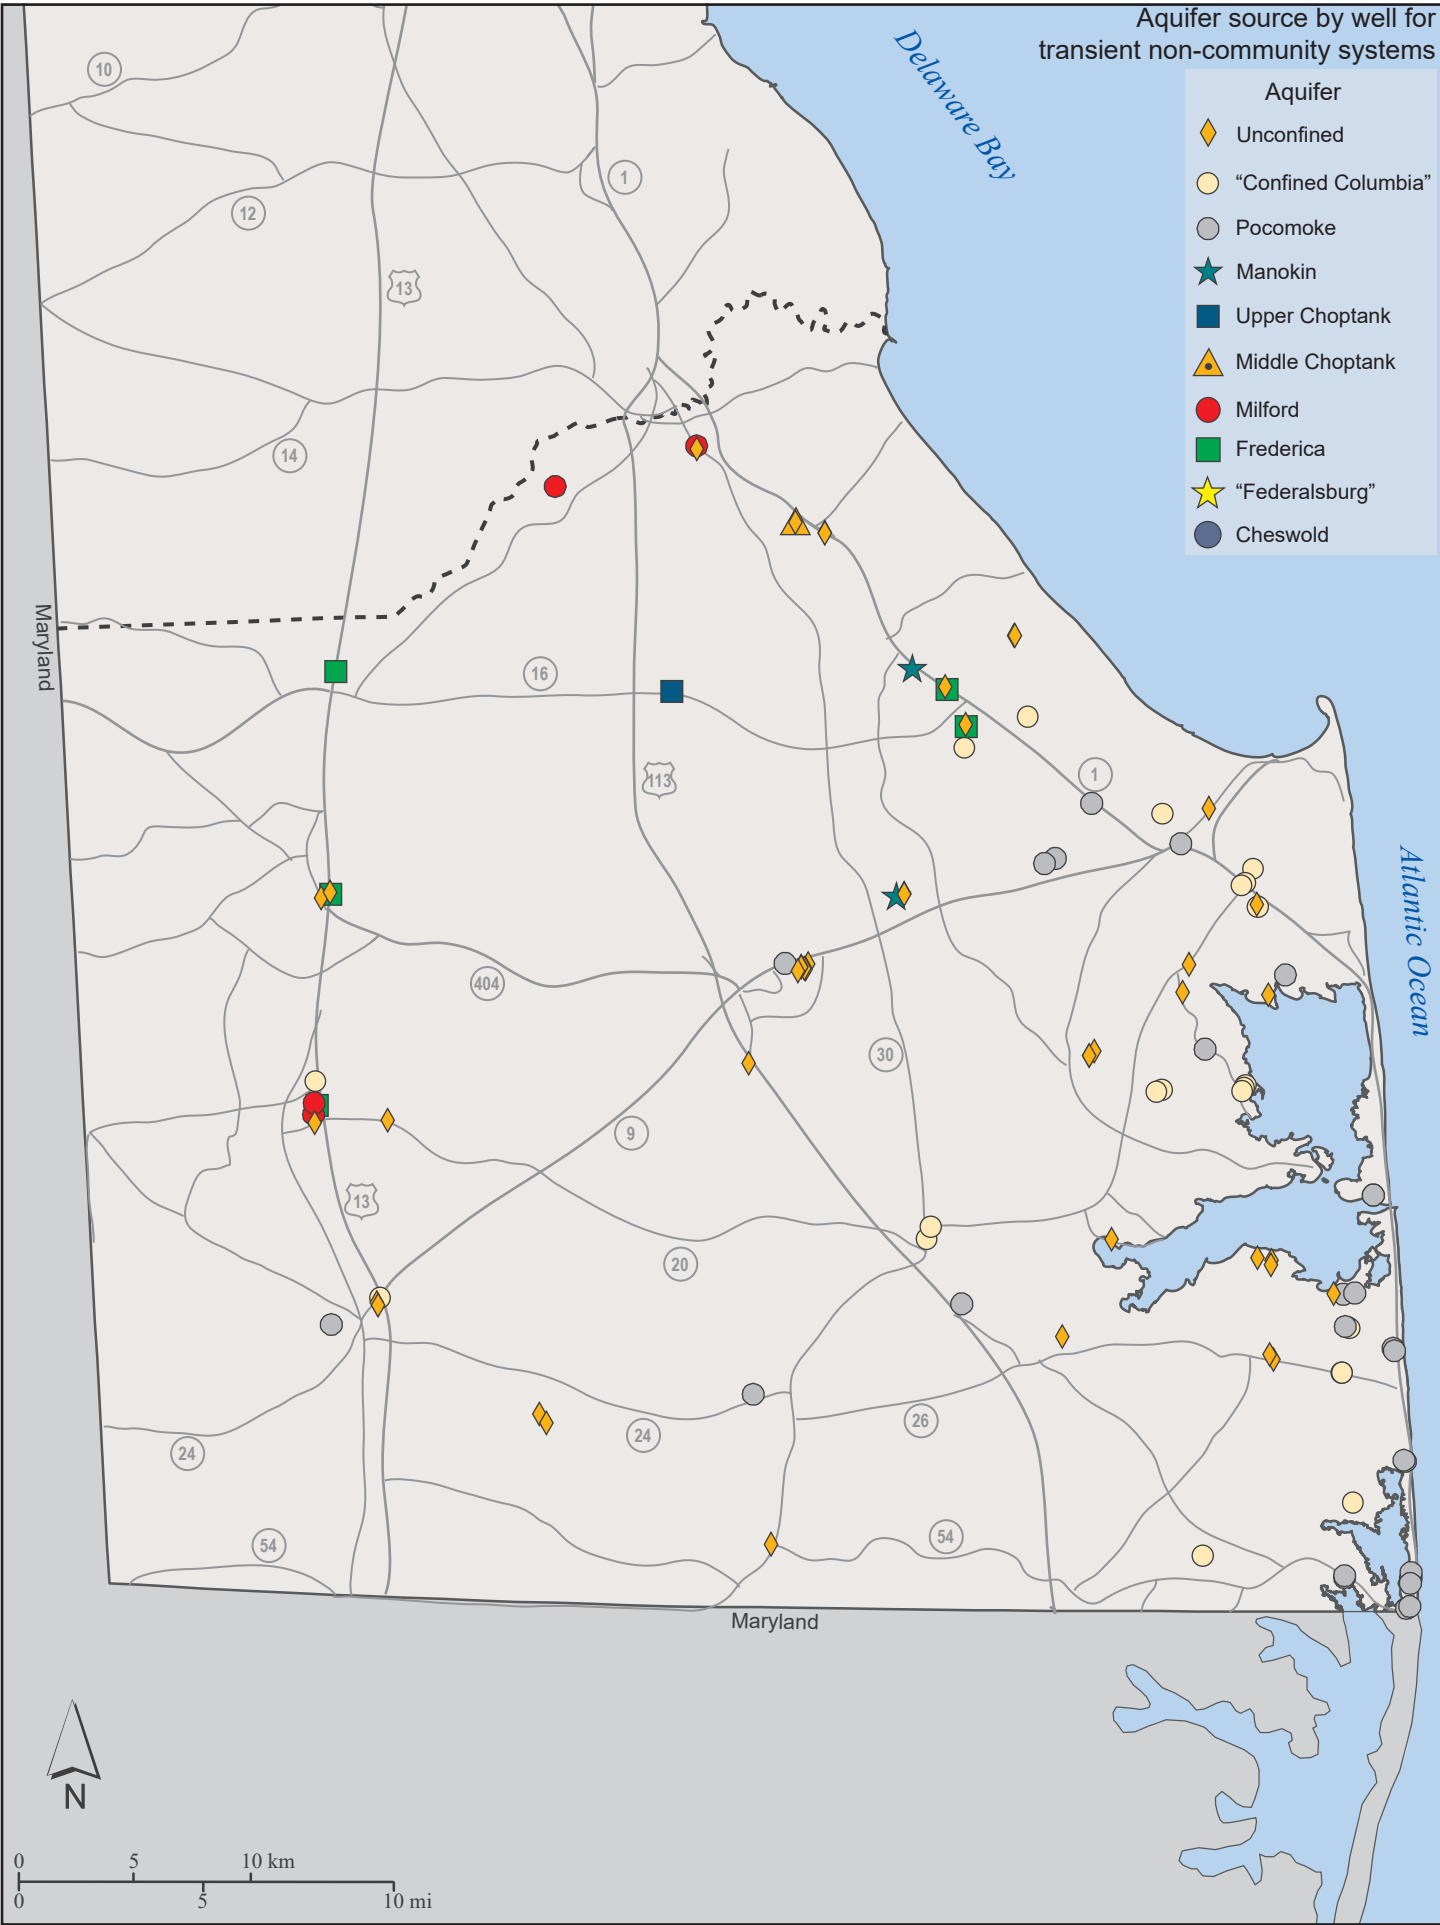 Aquifer source by well for
transient non-community systems
Aquifer
Unconfined
“Confined Columbia”
Pocomoke
Manokin
Upper Choptank
Middle Choptank
Milford
Frederica
“Federalsburg”
Cheswold
Delaware Bay
Atlantic Ocean
Maryland
Maryland
10
12
1
13
14
16
113
1
404
30
9
13
20
24
24
26
54
54
N
0 5 10 km
0 5 10 mi